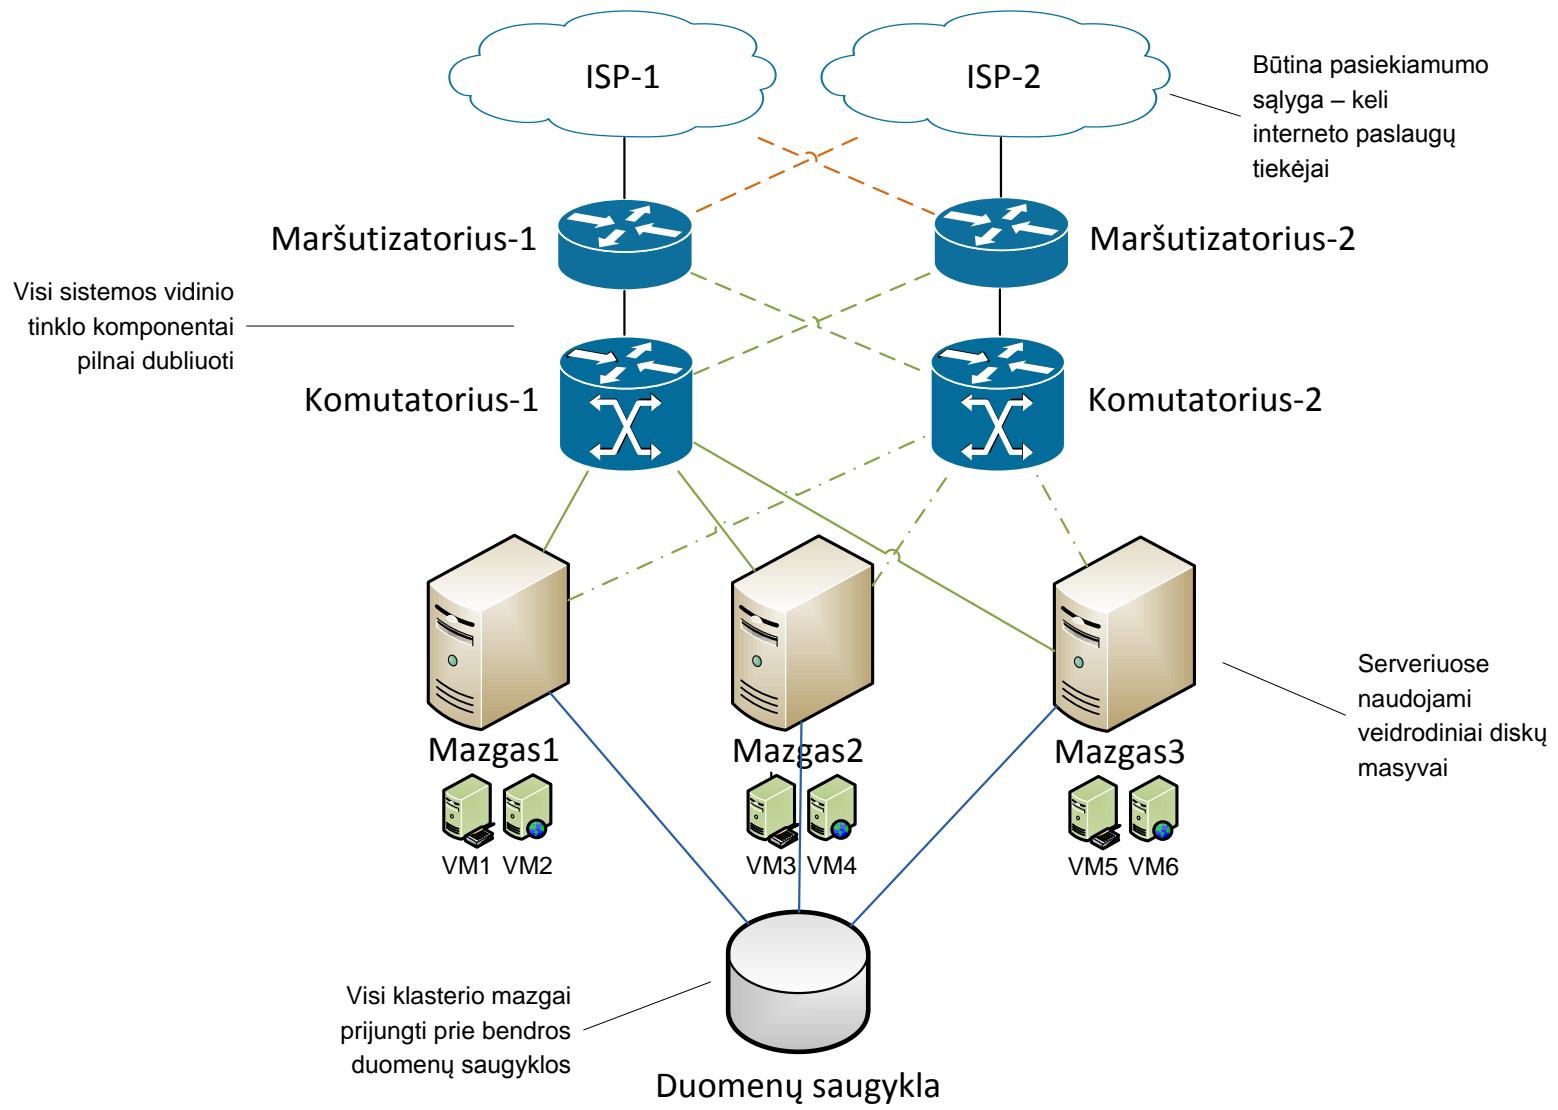 ISP-1
ISP-2
Būtina pasiekiamumo
sąlyga – keli
interneto paslaugų
tiekėjai
Maršutizatorius-1
Maršutizatorius-2
Visi sistemos vidinio
tinklo komponentai
pilnai dubliuoti
Komutatorius-1
Komutatorius-2
Serveriuose
naudojami
veidrodiniai diskų
masyvai
Mazgas1
Mazgas2
Mazgas3
VM1 VM2
VM3 VM4
VM5 VM6
Visi klasterio mazgai
prijungti prie bendros
duomenų saugyklos
Duomenų saugykla